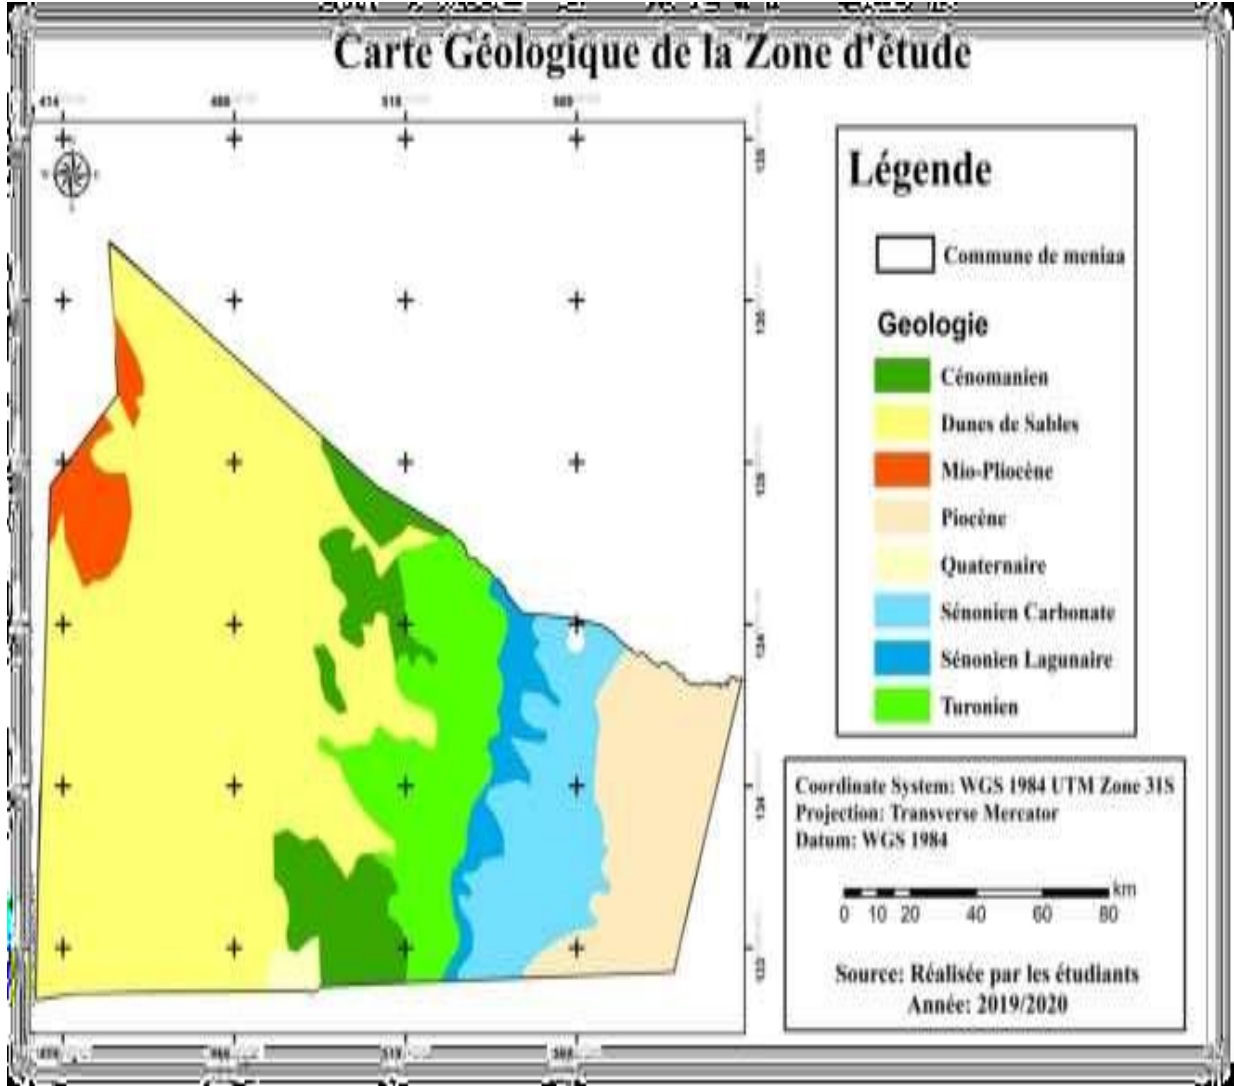 Carte Géologique de la Zone d'étude
Légende
Commune de meniaa
Geologie
Cénomanien
Dunes de Sables
Mio-Pliocène
Piocène
Quaternaire
Sénonien Carbonate
Sénonien Lagunaire
Turonien
Coordinate System: WGS 1984 UTM Zone 31S
Projection: Transverse Mercator
Datum: WGS 1984
km
0 10 20 40 60 80
Source: Réalisée par les étudiants
Année: 2019/2020